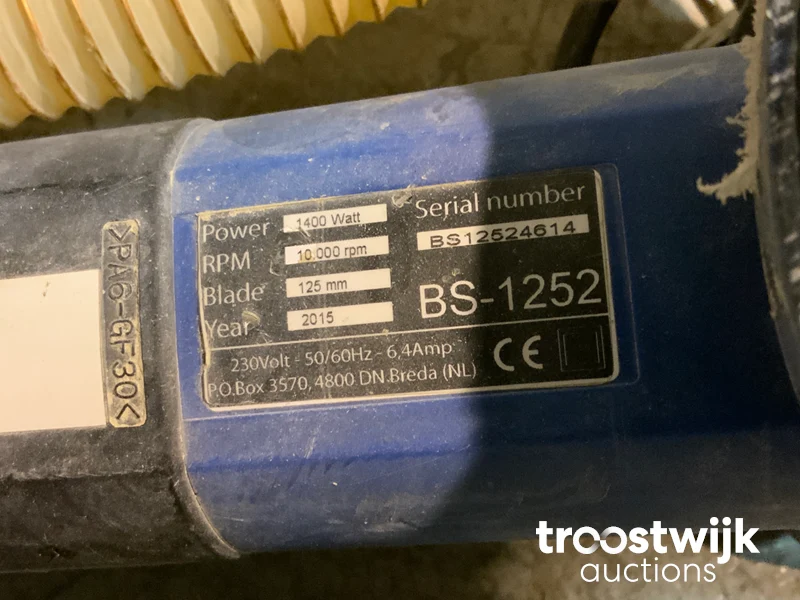 Power 1400 Watt
RPM 10.000 rpm
Blade 125 mm
Year 2015
Serial number
BS12524614
BS-1252
230Volt - 50/60Hz - 6,4Amp
P.O.Box 3570, 4800 DN.Breda (NL)
CE
>PA6-GF30<
troostwijk
auctions